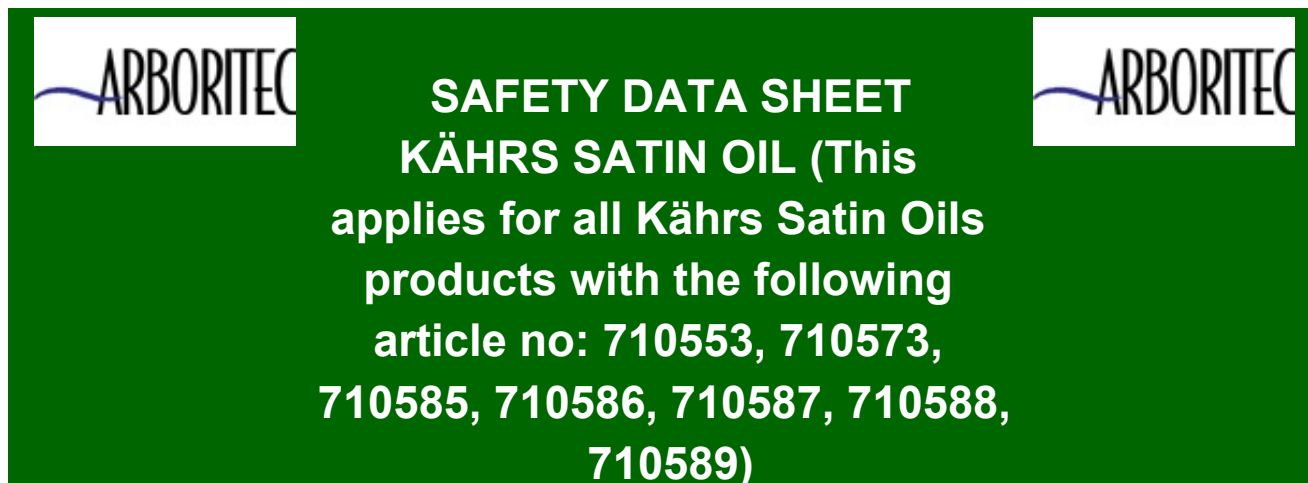 ARBORITEC
ARBORITEC
SAFETY DATA SHEET
KÄHRS SATIN OIL (This
applies for all Kährs Satin Oils
products with the following
article no: 710553, 710573,
710585, 710586, 710587, 710588,
710589)